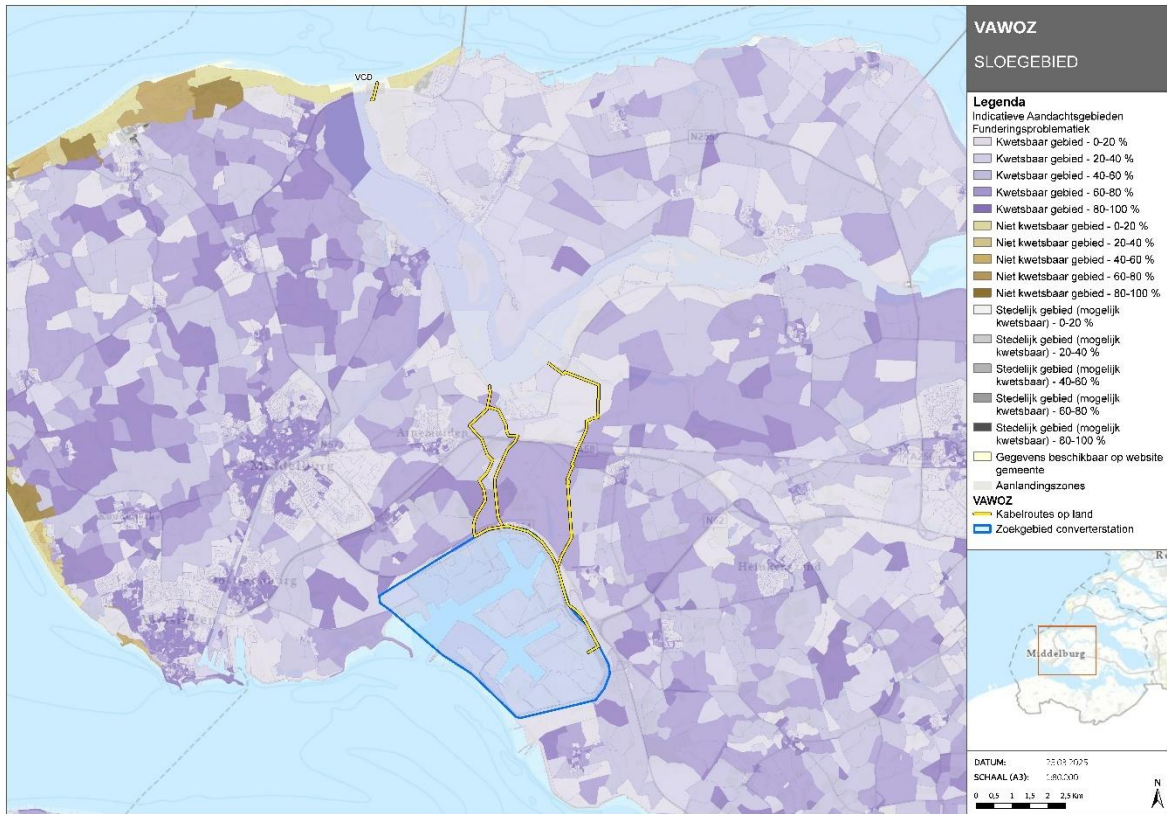 VAWOZ
SLOEGEBIED
Legenda
Indicatieve Aandachtsgebieden
Funderingsproblematiek
Kwetsbaar gebied - 0-20 %
Kwetsbaar gebied - 20-40 %
Kwetsbaar gebied - 40-60 %
Kwetsbaar gebied - 60-80 %
Kwetsbaar gebied - 80-100 %
Niet kwetsbaar gebied - 0-20 %
Niet kwetsbaar gebied - 20-40 %
Niet kwetsbaar gebied - 40-60 %
Niet kwetsbaar gebied - 60-80 %
Niet kwetsbaar gebied - 80-100 %
Stedelijk gebied (mogelijk
kwetsbaar) - 0-20 %
Stedelijk gebied (mogelijk
kwetsbaar) - 20-40 %
Stedelijk gebied (mogelijk
kwetsbaar) - 40-60 %
Stedelijk gebied (mogelijk
kwetsbaar) - 60-80 %
Stedelijk gebied (mogelijk
kwetsbaar) - 80-100 %
Gegevens beschikbaar op website
gemeente
Aanlandingszones
VAWOZ
Kabelroutes op land
Zoekgebied converterstation
VCD
N255
Arnemuiden
Middelburg
Middelburg
DATUM:
SCHAAL (A3): 1:80.000
0 0,5 1 1,5 2 2,5 Km
N